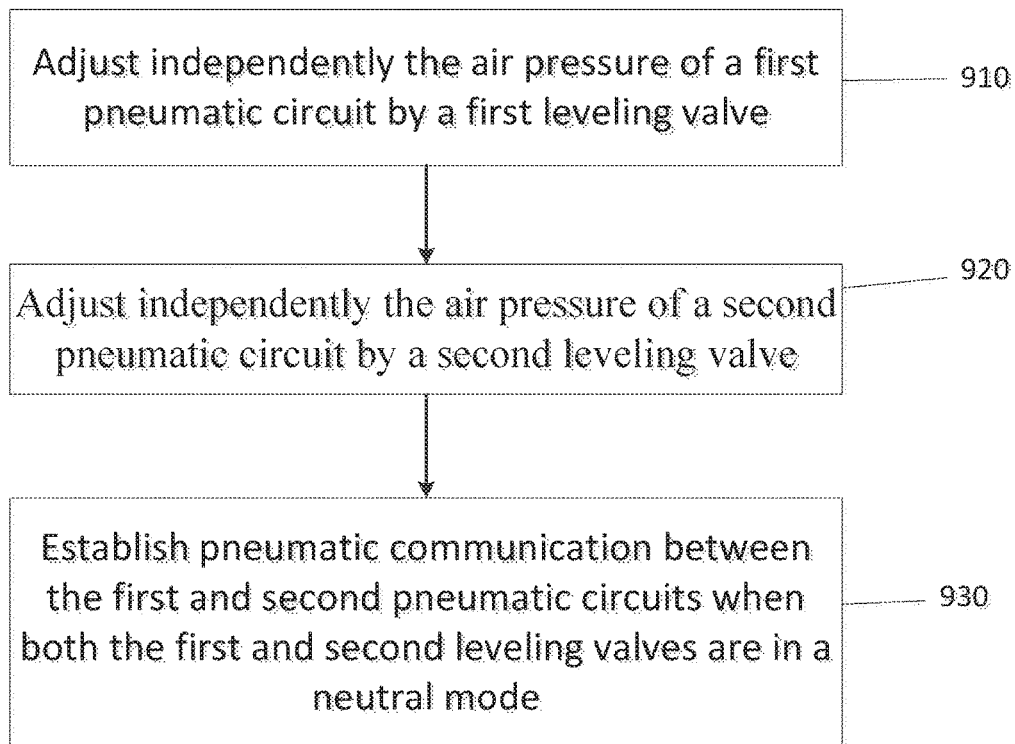 Adjust independently the air pressure of a first
pneumatic circuit by a first leveling valve
910
Adjust independently the air pressure of a second
pneumatic circuit by a second leveling valve
920
Establish pneumatic communication between
the first and second pneumatic circuits when
both the first and second leveling valves are in a
neutral mode
930